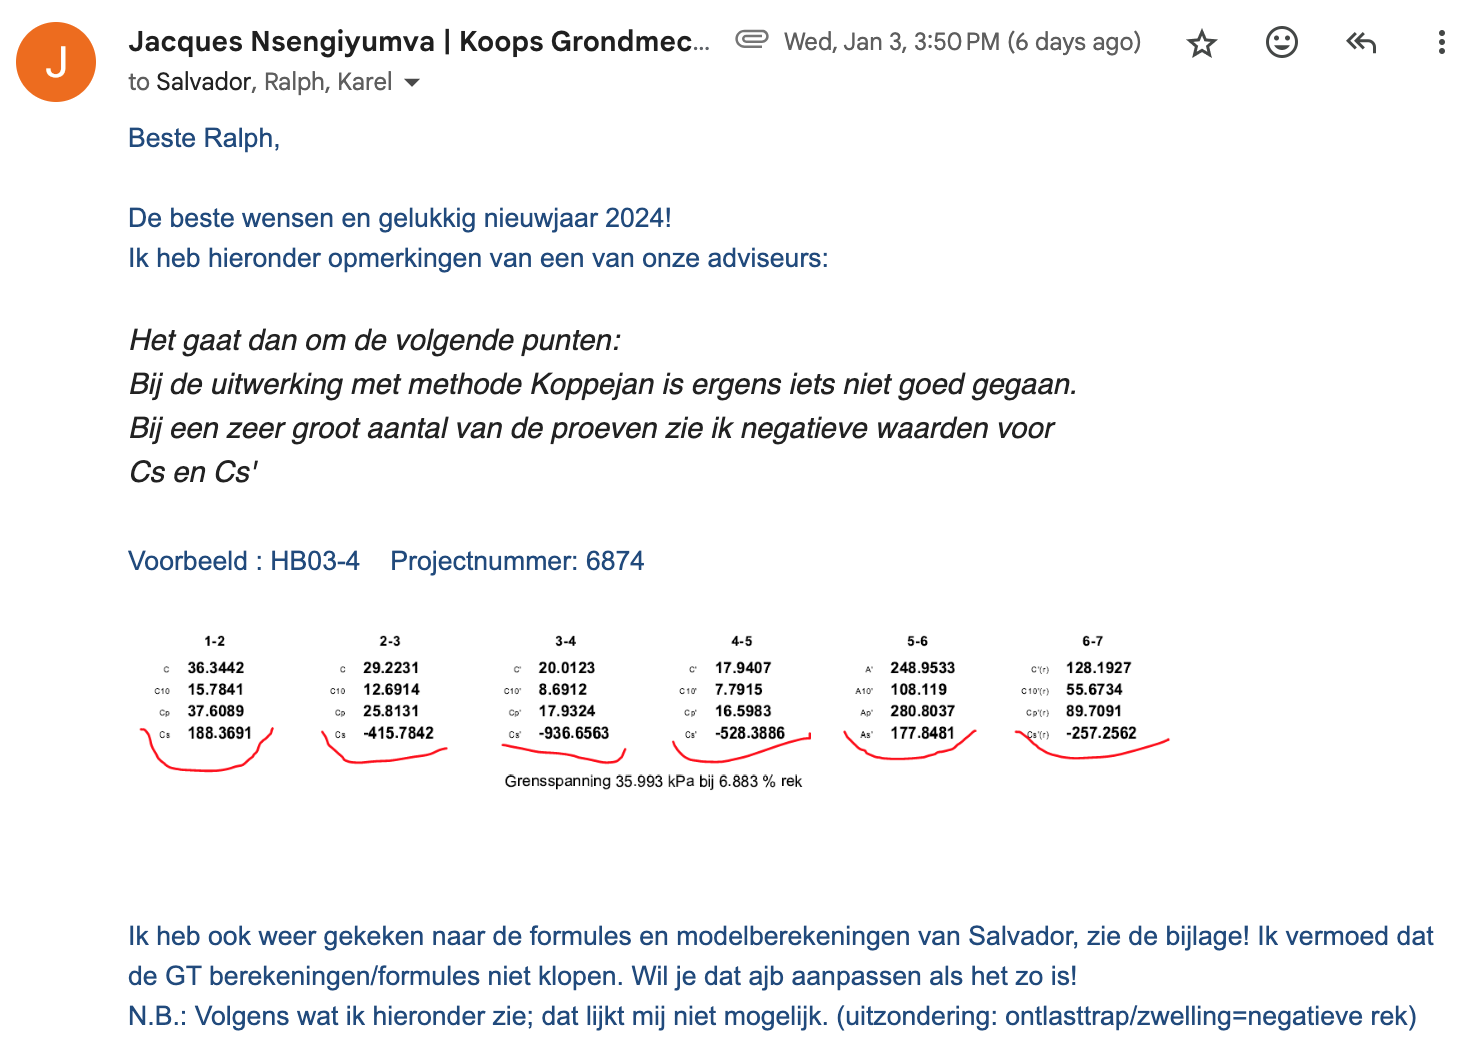 J
Jacques Nsengiyumva | Koops Grondmec... Wed, Jan 3, 3:50 PM (6 days ago)
to Salvador, Ralph, Karel
Beste Ralph,
De beste wensen en gelukkig nieuwjaar 2024!
Ik heb hieronder opmerkingen van een van onze adviseurs:
Het gaat dan om de volgende punten:
Bij de uitwerking met methode Koppejan is ergens iets niet goed gegaan.
Bij een zeer groot aantal van de proeven zie ik negatieve waarden voor
Cs en Cs'
Voorbeeld : HB03-4 Projectnummer: 6874
1-2 2-3 3-4 4-5 5-6 6-7
C 36.3442 C 29.2231 C' 20.0123 C' 17.9407 A' 248.9533 C'(r) 128.1927
C10 15.7841 C10 12.6914 C10' 8.6912 C10' 7.7915 A10' 108.119 C10'(r) 55.6734
Cp 37.6089 Cp 25.8131 Cp' 17.9324 Cp' 16.5983 Ap' 280.8037 Cp'(r) 89.7091
Cs 188.3691 Cs -415.7842 Cs' -936.6563 Cs' -528.3886 As' 177.8481 Cs'(r) -257.2562
Grensspanning 35.993 kPa bij 6.883 % rek
Ik heb ook weer gekeken naar de formules en modelberekeningen van Salvador, zie de bijlage! Ik vermoed dat
de GT berekeningen/formules niet klopen. Wil je dat ajb aanpassen als het zo is!
N.B.: Volgens wat ik hieronder zie; dat lijkt mij niet mogelijk. (uitzondering: ontlasttrap/zwelling=negatieve rek)